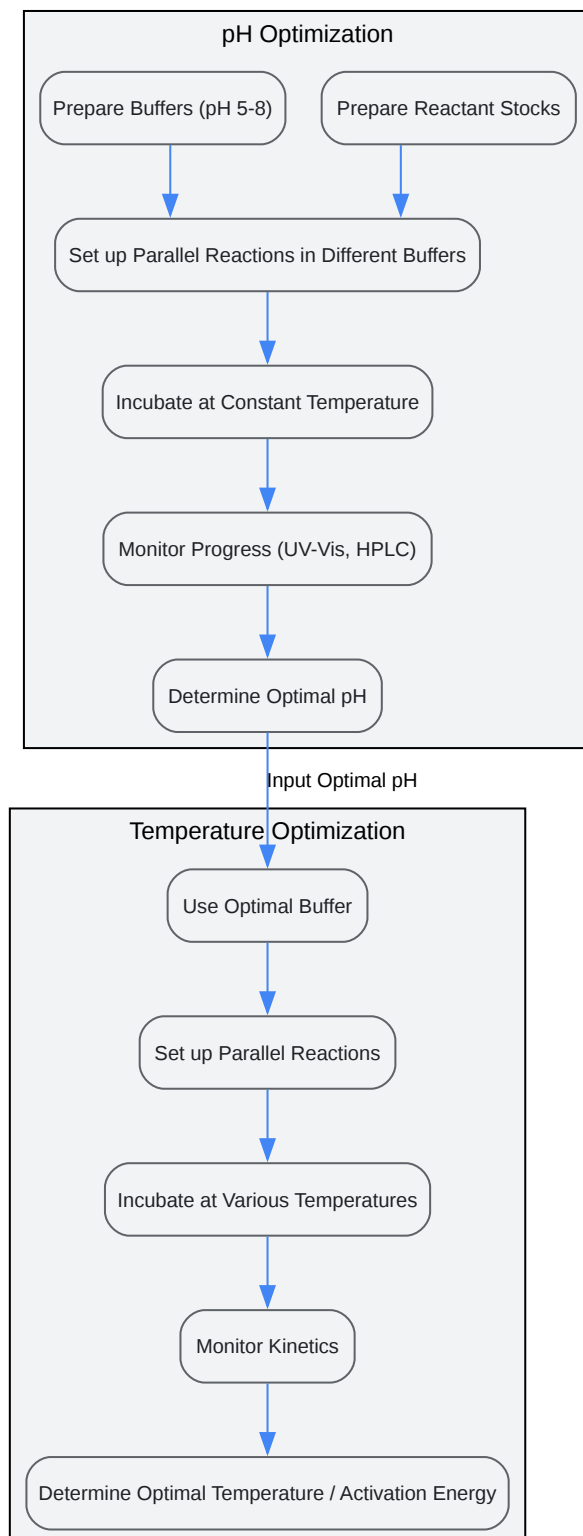 pH Optimization
Prepare Buffers (pH 5-8)
Prepare Reactant Stocks
Set up Parallel Reactions in Different Buffers
Incubate at Constant Temperature
Monitor Progress (UV-Vis, HPLC)
Determine Optimal pH
Input Optimal pH
Temperature Optimization
Use Optimal Buffer
Set up Parallel Reactions
Incubate at Various Temperatures
Monitor Kinetics
Determine Optimal Temperature / Activation Energy